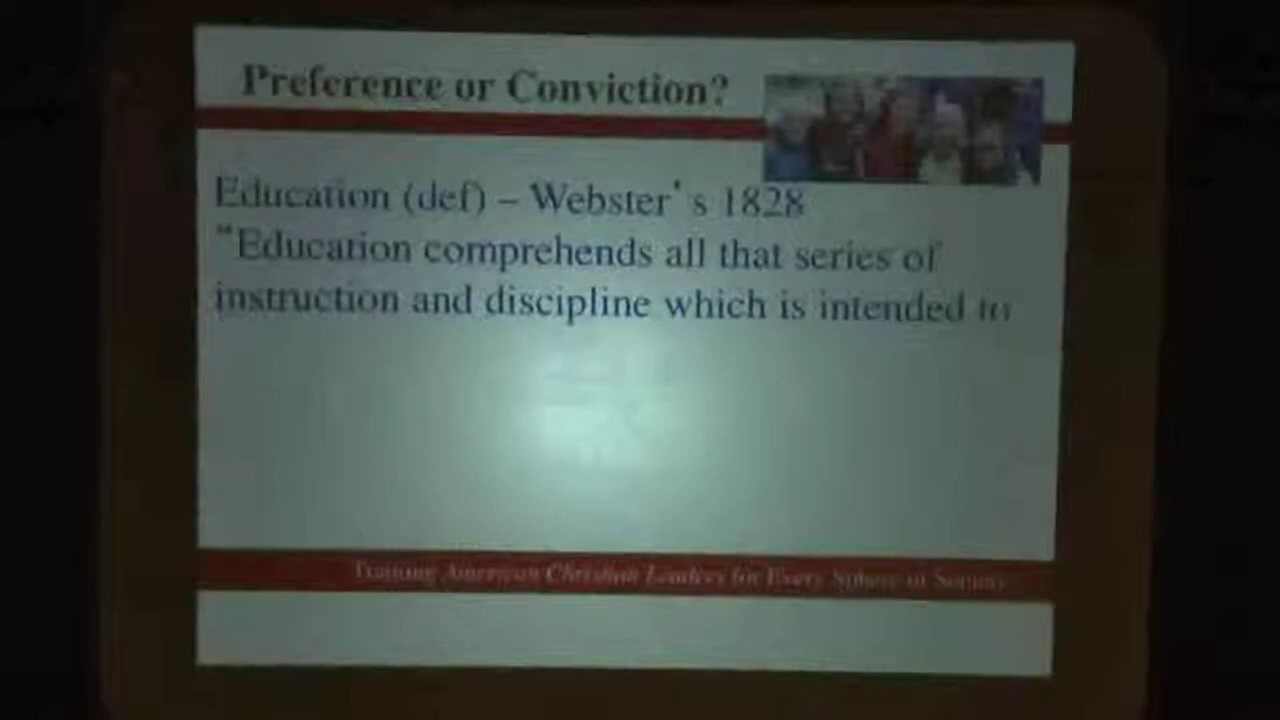 Preference or Conviction?
Education (def) – Webster's 1828
"Education comprehends all that series of
instruction and discipline which is intended to
Training American Christian Leaders for Every Sphere of Society